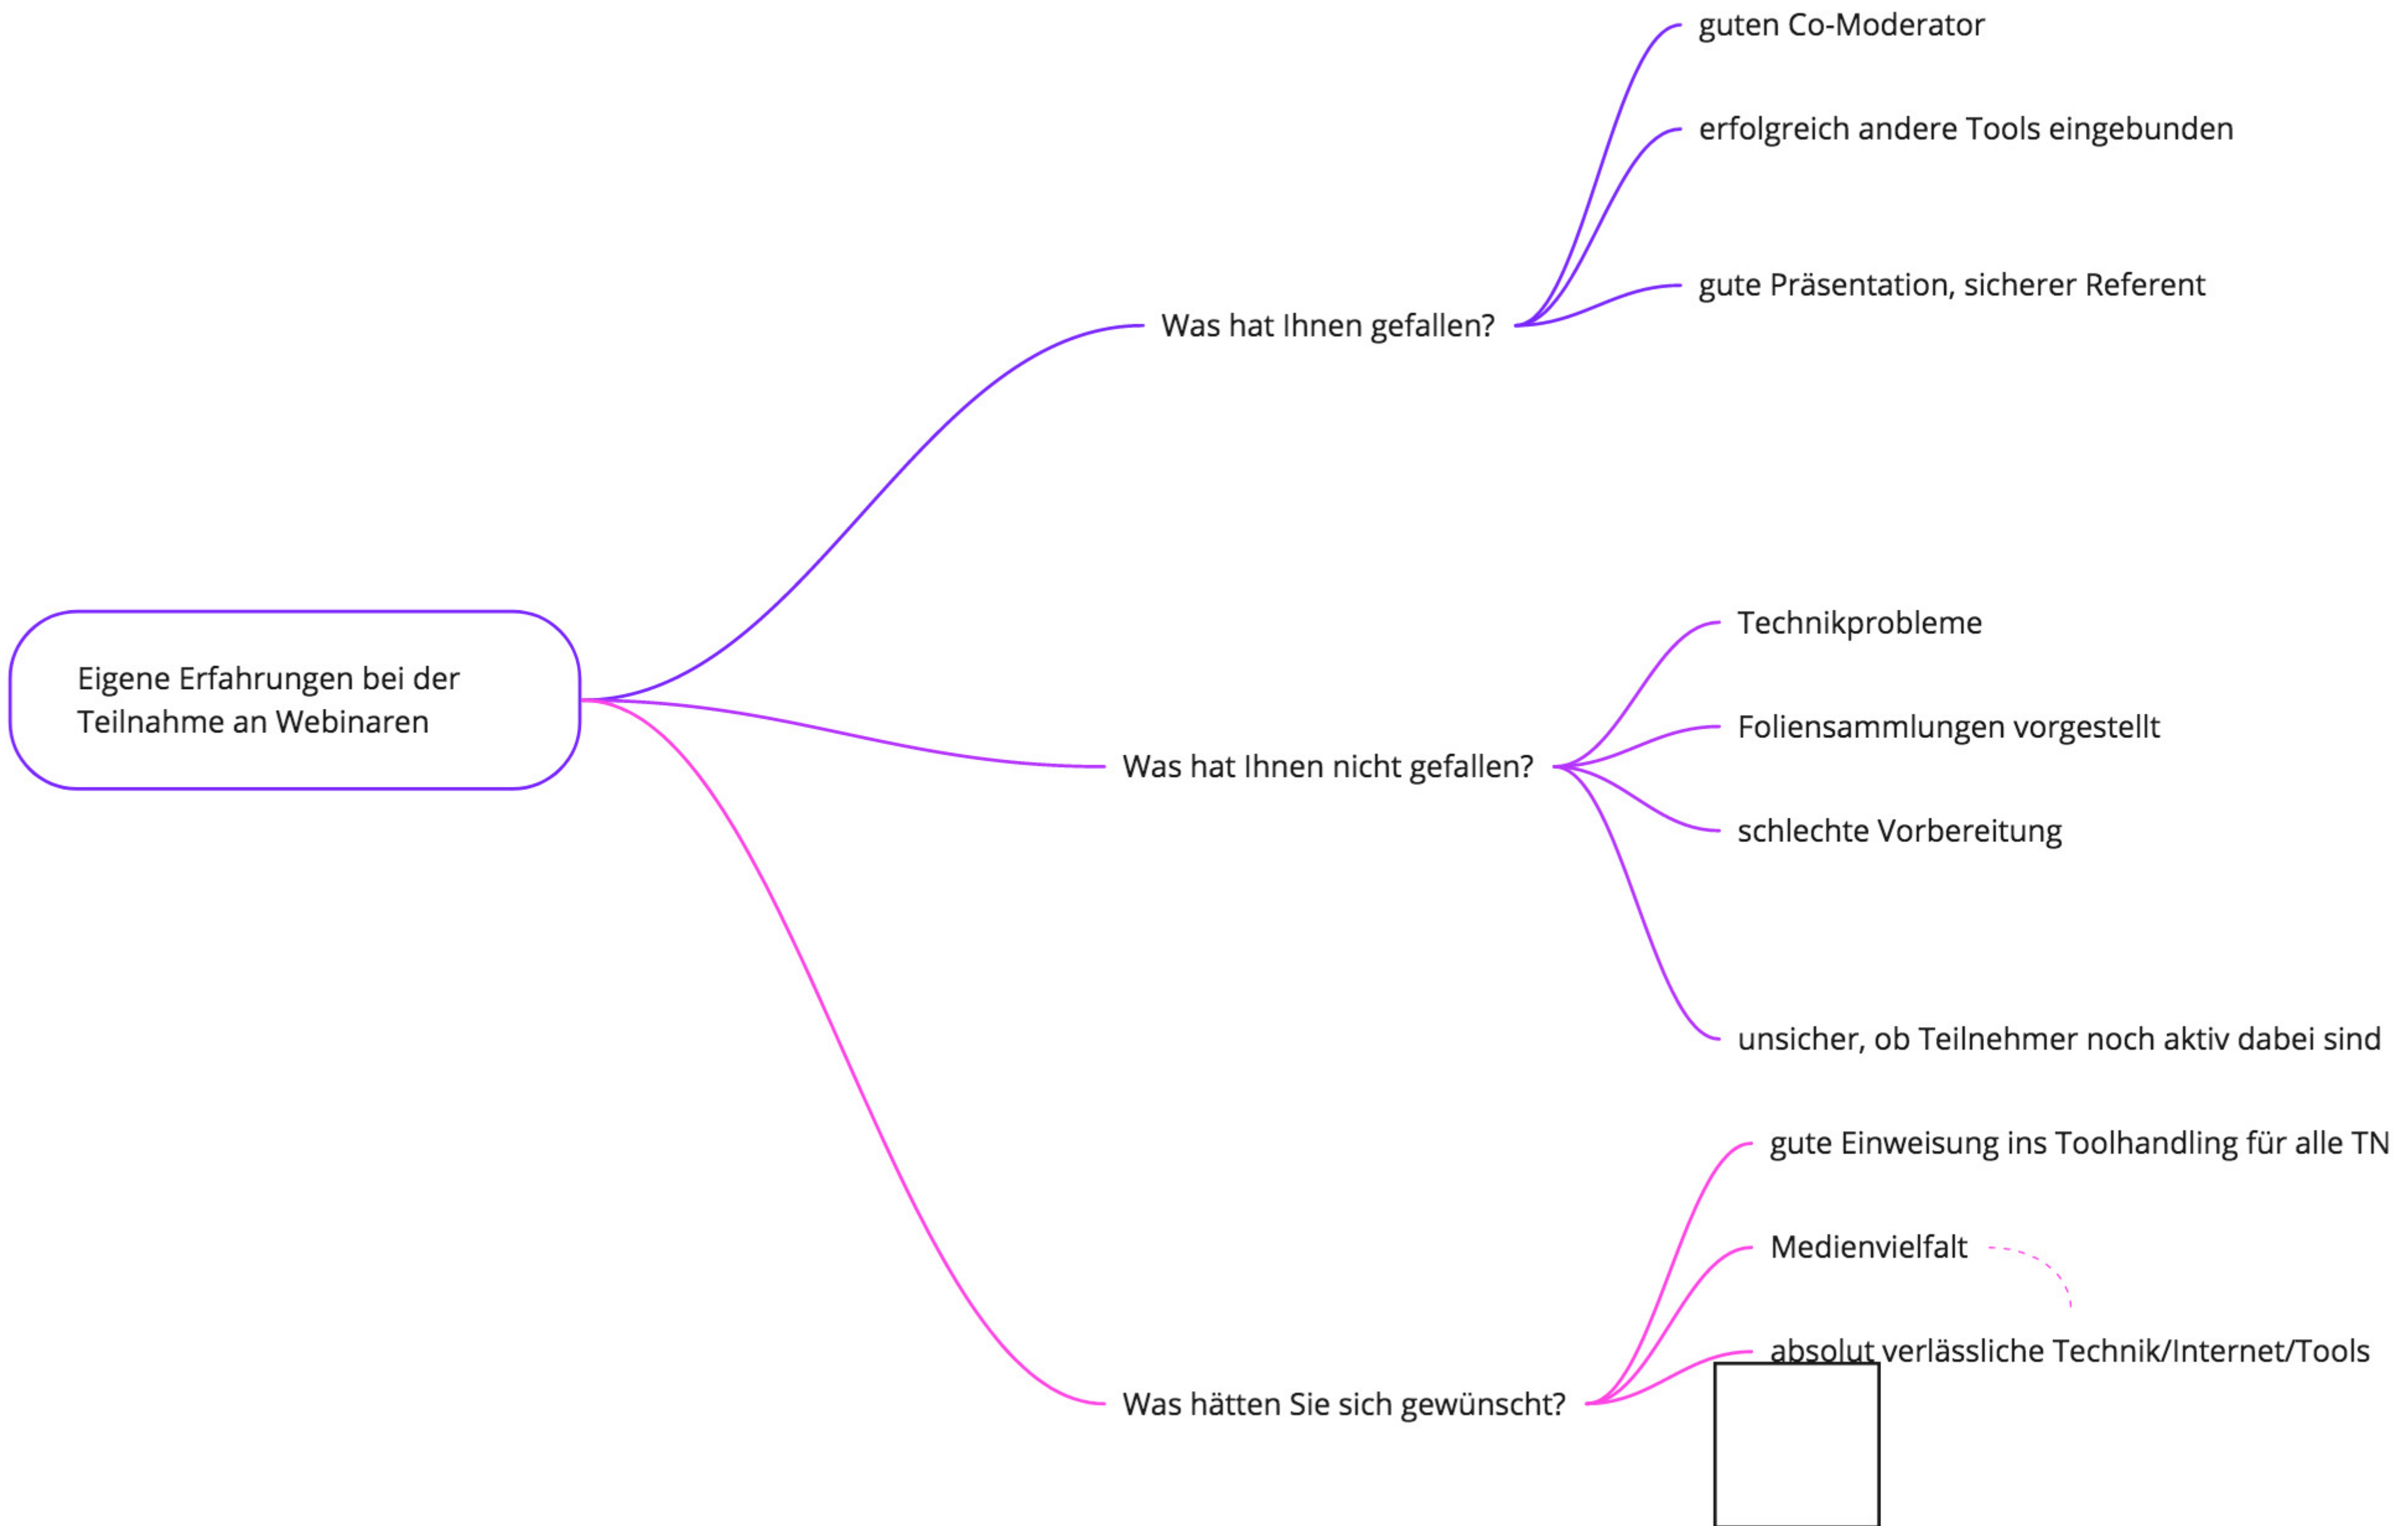 Eigene Erfahrungen bei der
Teilnahme an Webinaren
Was hat Ihnen gefallen?
guten Co-Moderator
erfolgreich andere Tools eingebunden
gute Präsentation, sicherer Referent
Was hat Ihnen nicht gefallen?
Technikprobleme
Foliensammlungen vorgestellt
schlechte Vorbereitung
unsicher, ob Teilnehmer noch aktiv dabei sind
Was hätten Sie sich gewünscht?
gute Einweisung ins Toolhandling für alle TN
Medienvielfalt
absolut verlässliche Technik/Internet/Tools